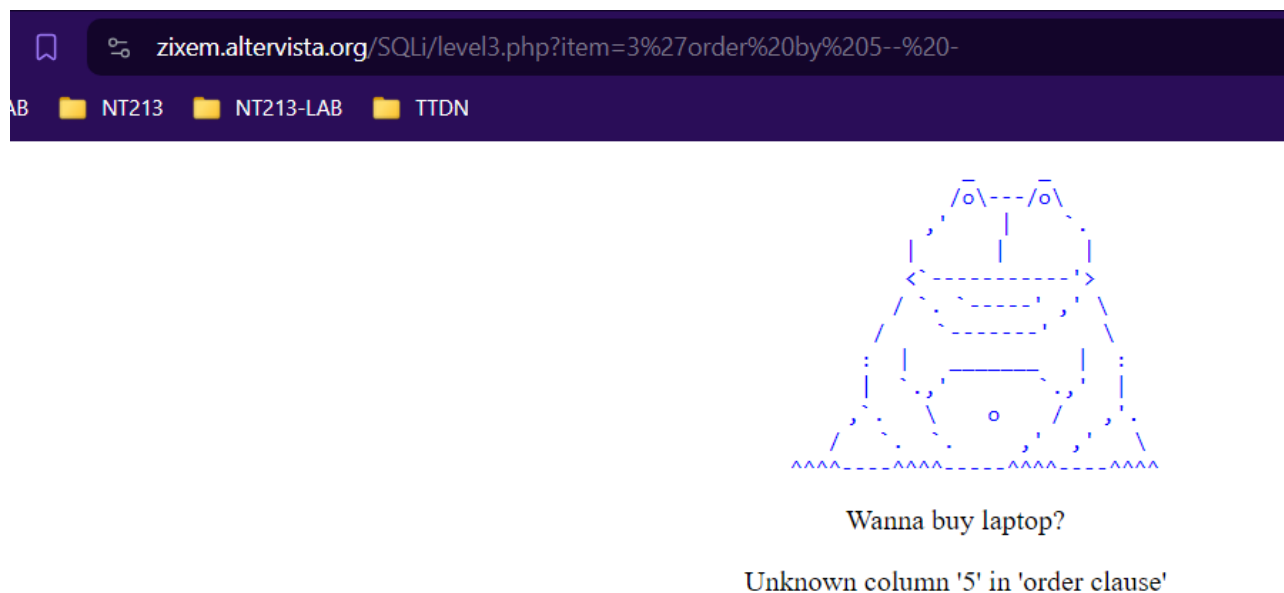 zixem.altervista.org/SQLi/level3.php?item=3%27order%20by%205--%20-
AB NT213 NT213-LAB TTDN
Wanna buy laptop?
Unknown column '5' in 'order clause'